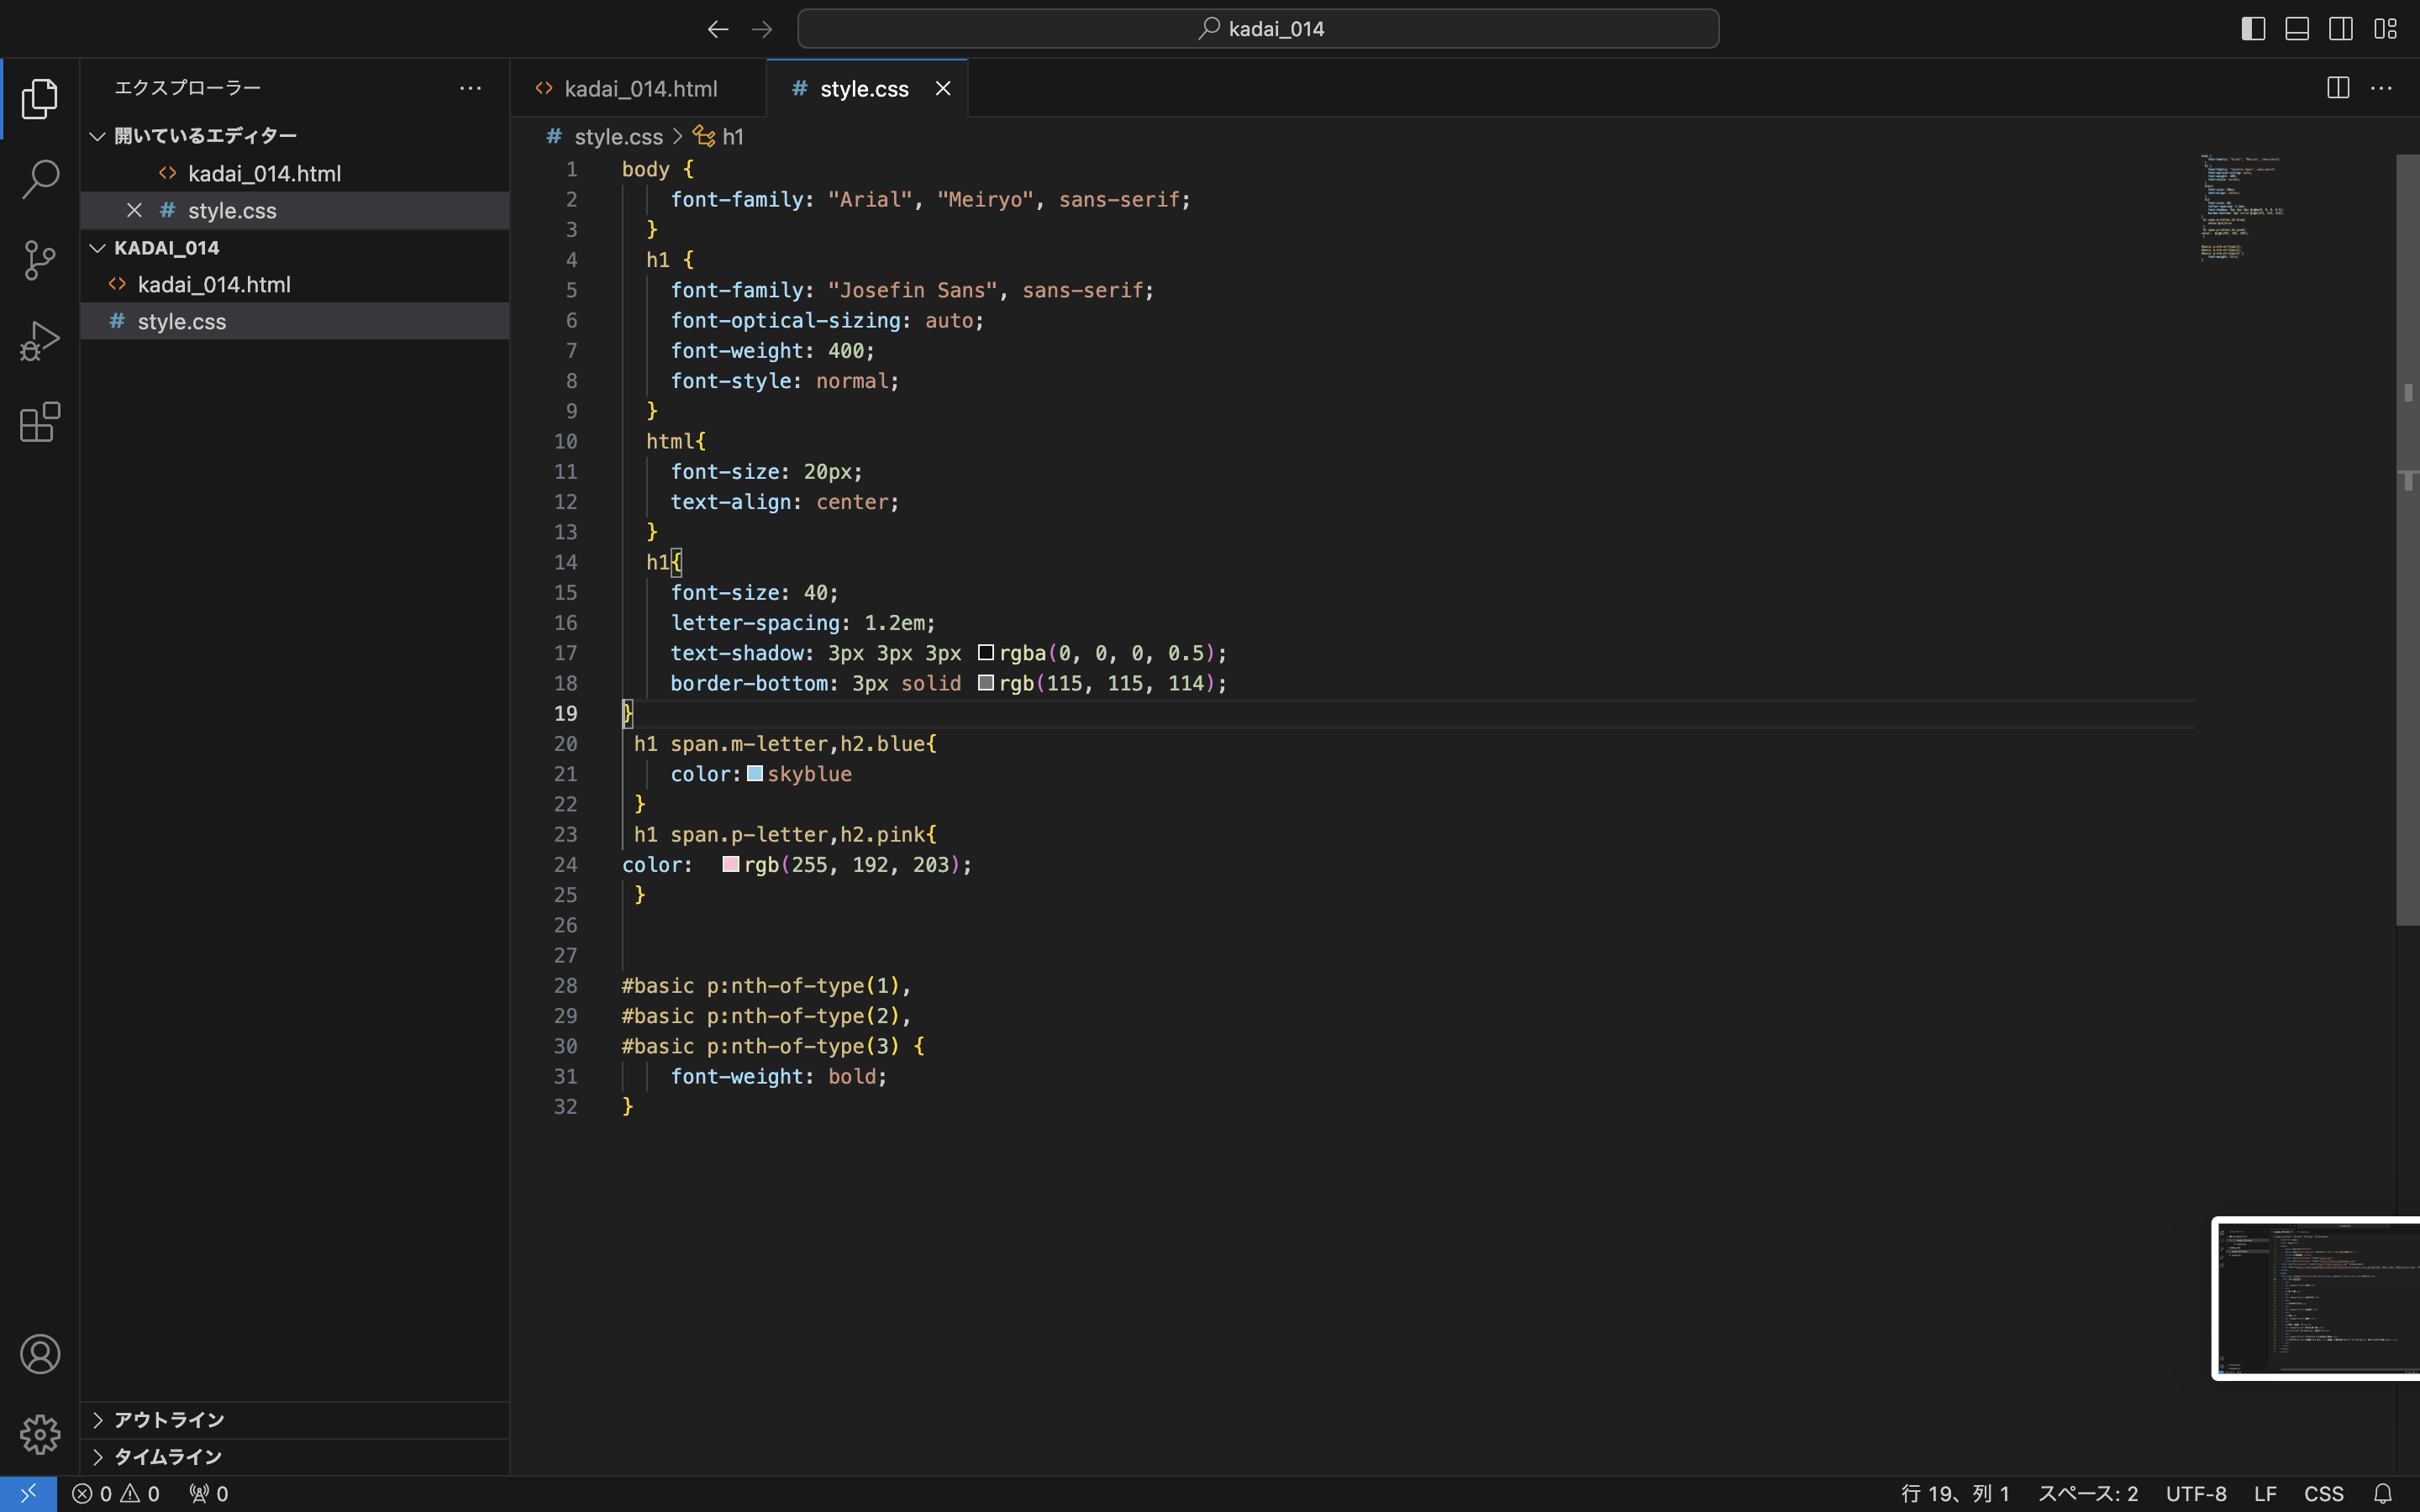 kadai_014
エクスプローラー
開いているエディター
kadai_014.html
style.css
KADAI_014
kadai_014.html
style.css
アウトライン
タイムライン
kadai_014.html
style.css
style.css > h1
1 body {
2 font-family: "Arial", "Meiryo", sans-serif;
3 }
4 h1 {
5 font-family: "Josefin Sans", sans-serif;
6 font-optical-sizing: auto;
7 font-weight: 400;
8 font-style: normal;
9 }
10 html{
11 font-size: 20px;
12 text-align: center;
13 }
14 h1{
15 font-size: 40;
16 letter-spacing: 1.2em;
17 text-shadow: 3px 3px 3px rgba(0, 0, 0, 0.5);
18 border-bottom: 3px solid rgb(115, 115, 114);
19 }
20 h1 span.m-letter,h2.blue{
21 color:skyblue
22 }
23 h1 span.p-letter,h2.pink{
24 color: rgb(255, 192, 203);
25 }
26
27
28 #basic p:nth-of-type(1),
29 #basic p:nth-of-type(2),
30 #basic p:nth-of-type(3) {
31 font-weight: bold;
32 }
0 0 0
行 19、列 1 スペース: 2 UTF-8 LF CSS